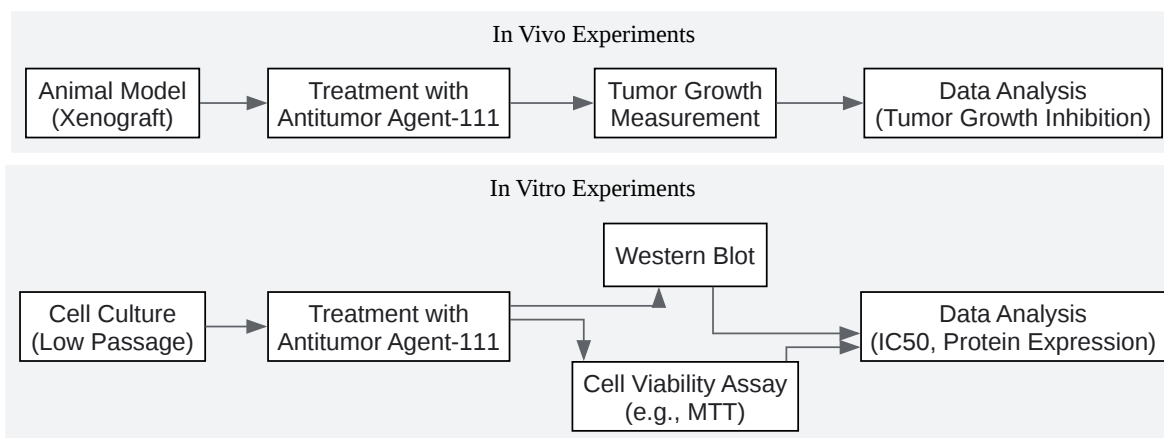 In Vivo Experiments
Animal Model
(Xenograft)
Treatment with
Antitumor Agent-111
Tumor Growth
Measurement
Data Analysis
(Tumor Growth Inhibition)
In Vitro Experiments
Cell Culture
(Low Passage)
Treatment with
Antitumor Agent-111
Western Blot
Cell Viability Assay
(e.g., MTT)
Data Analysis
(IC50, Protein Expression)